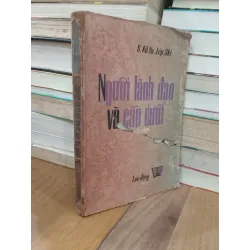 Người lãnh đạo
và cấp dưới
Lao động